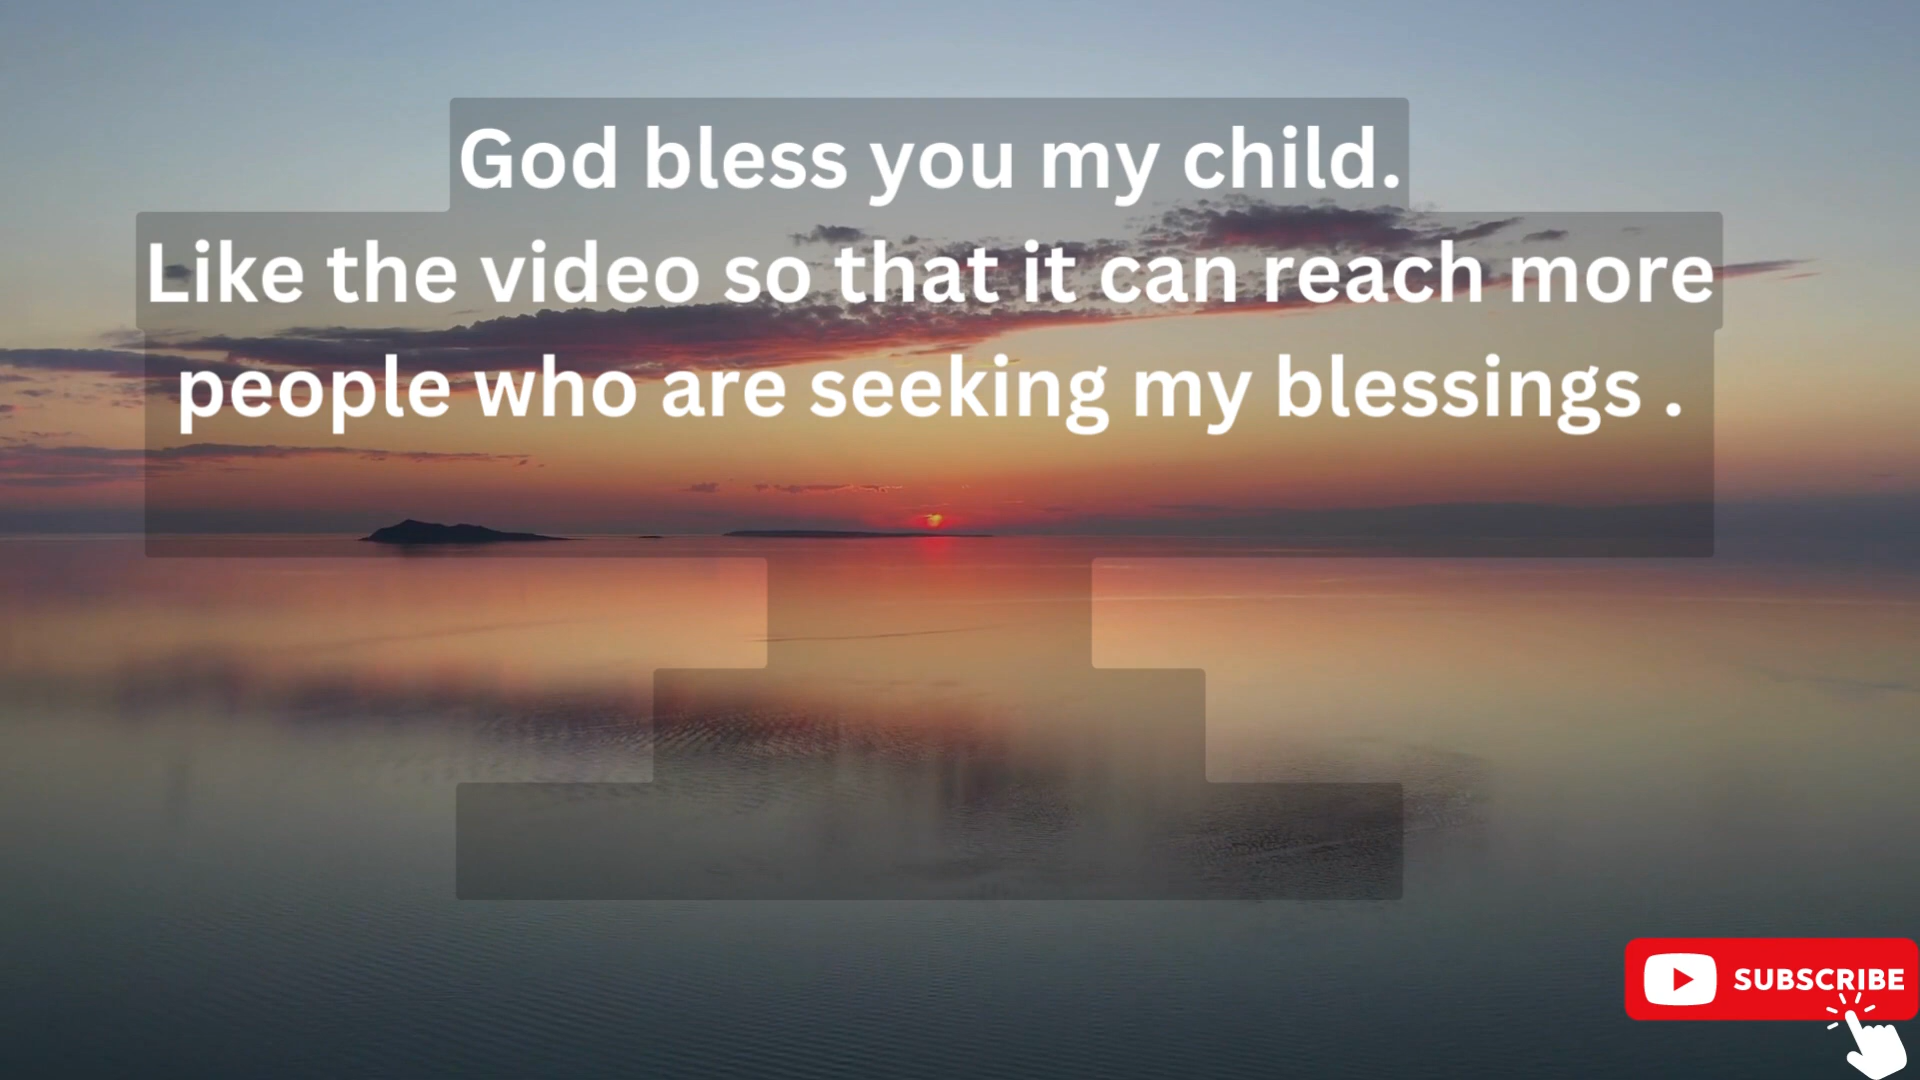 God bless you my child.
Like the video so that it can reach more
people who are seeking my blessings .
SUBSCRIBE